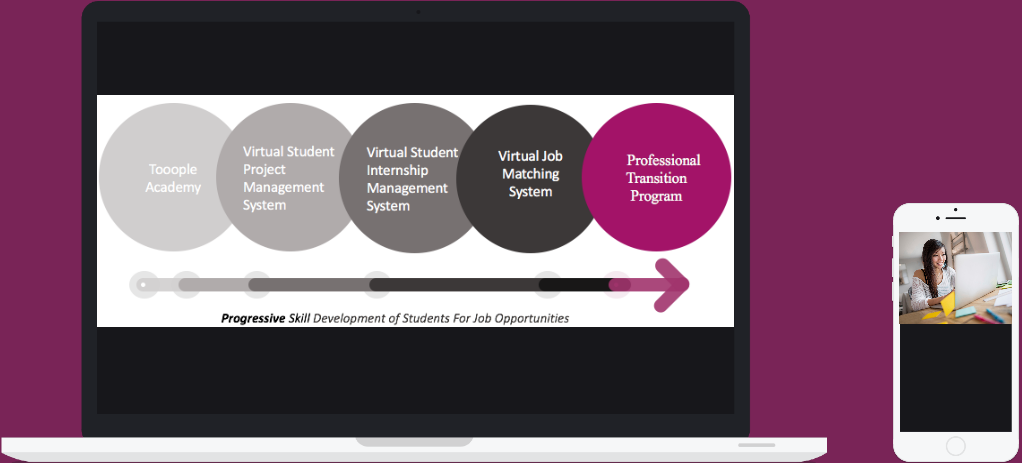 Tooople
Academy
Virtual Student
Project
Management
System
Virtual Student
Internship
Management
System
Virtual Job
Matching
System
Professional
Transition
Program
Progressive Skill Development of Students For Job Opportunities